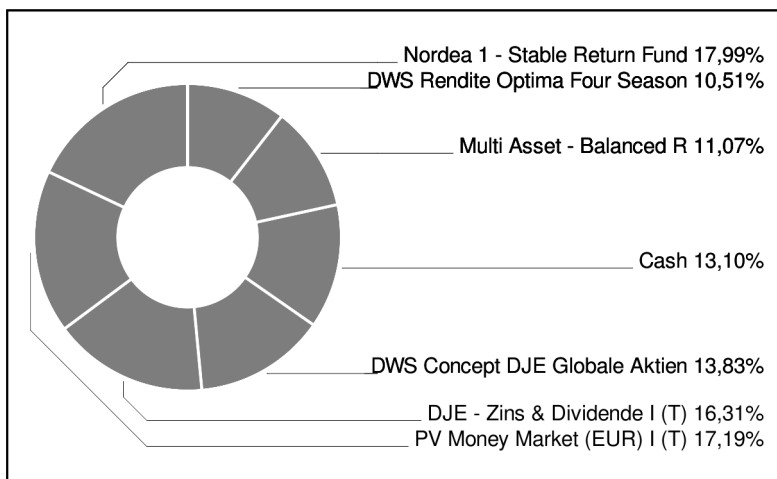 Nordea 1 - Stable Return Fund 17,99%
DWS Rendite Optima Four Season 10,51%
Multi Asset - Balanced R 11,07%
Cash 13,10%
DWS Concept DJE Globale Aktien 13,83%
DJE - Zins & Dividende I (T) 16,31%
PV Money Market (EUR) I (T) 17,19%